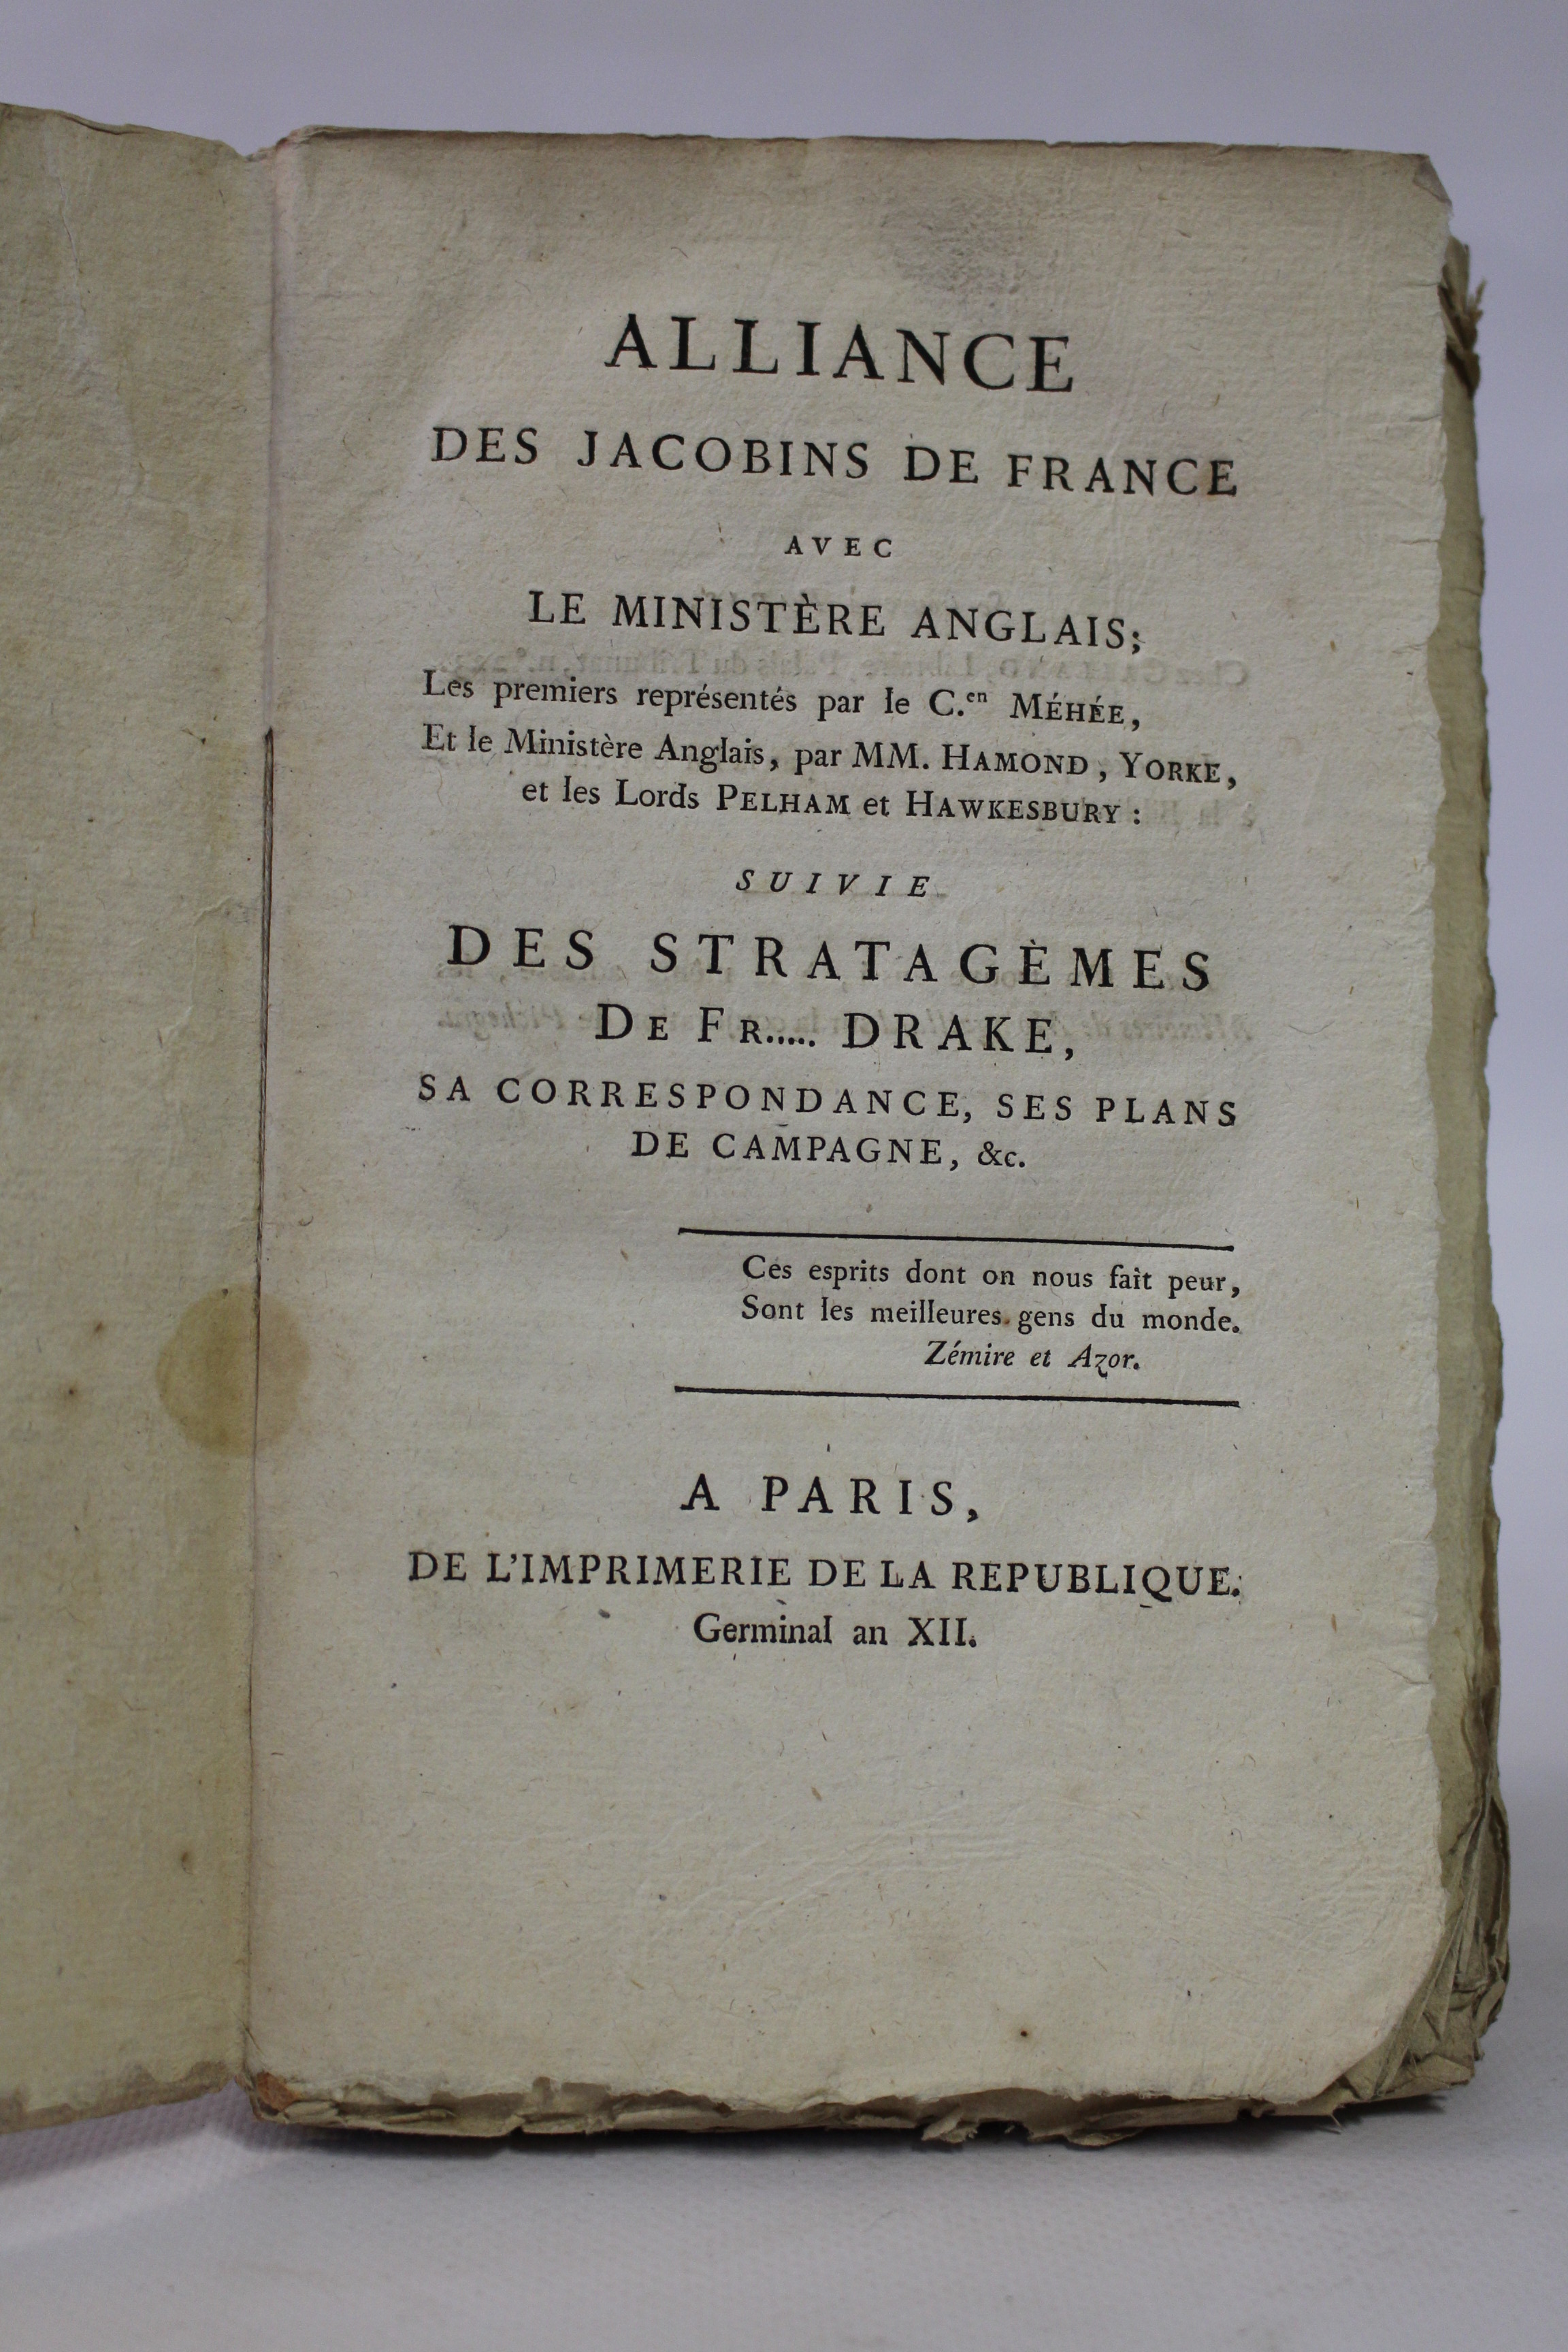 ALLIANCE
DES JACOBINS DE FRANCE
AVEC
LE MINISTÈRE ANGLAIS;
Les premiers représentés par le C.en MÉHÉE,
Et le Ministère Anglais, par MM. HAMOND, YORKE,
et les Lords PELHAM et HAWKESBURY :
SUIVIE
DES STRATAGÈMES
DE FR..... DRAKE,
SA CORRESPONDANCE, SES PLANS
DE CAMPAGNE, &c.
Ces esprits dont on nous fait peur,
Sont les meilleures gens du monde.
Zémire et Azor.
A PARIS,
DE L'IMPRIMERIE DE LA REPUBLIQUE.
Germinal an XII.